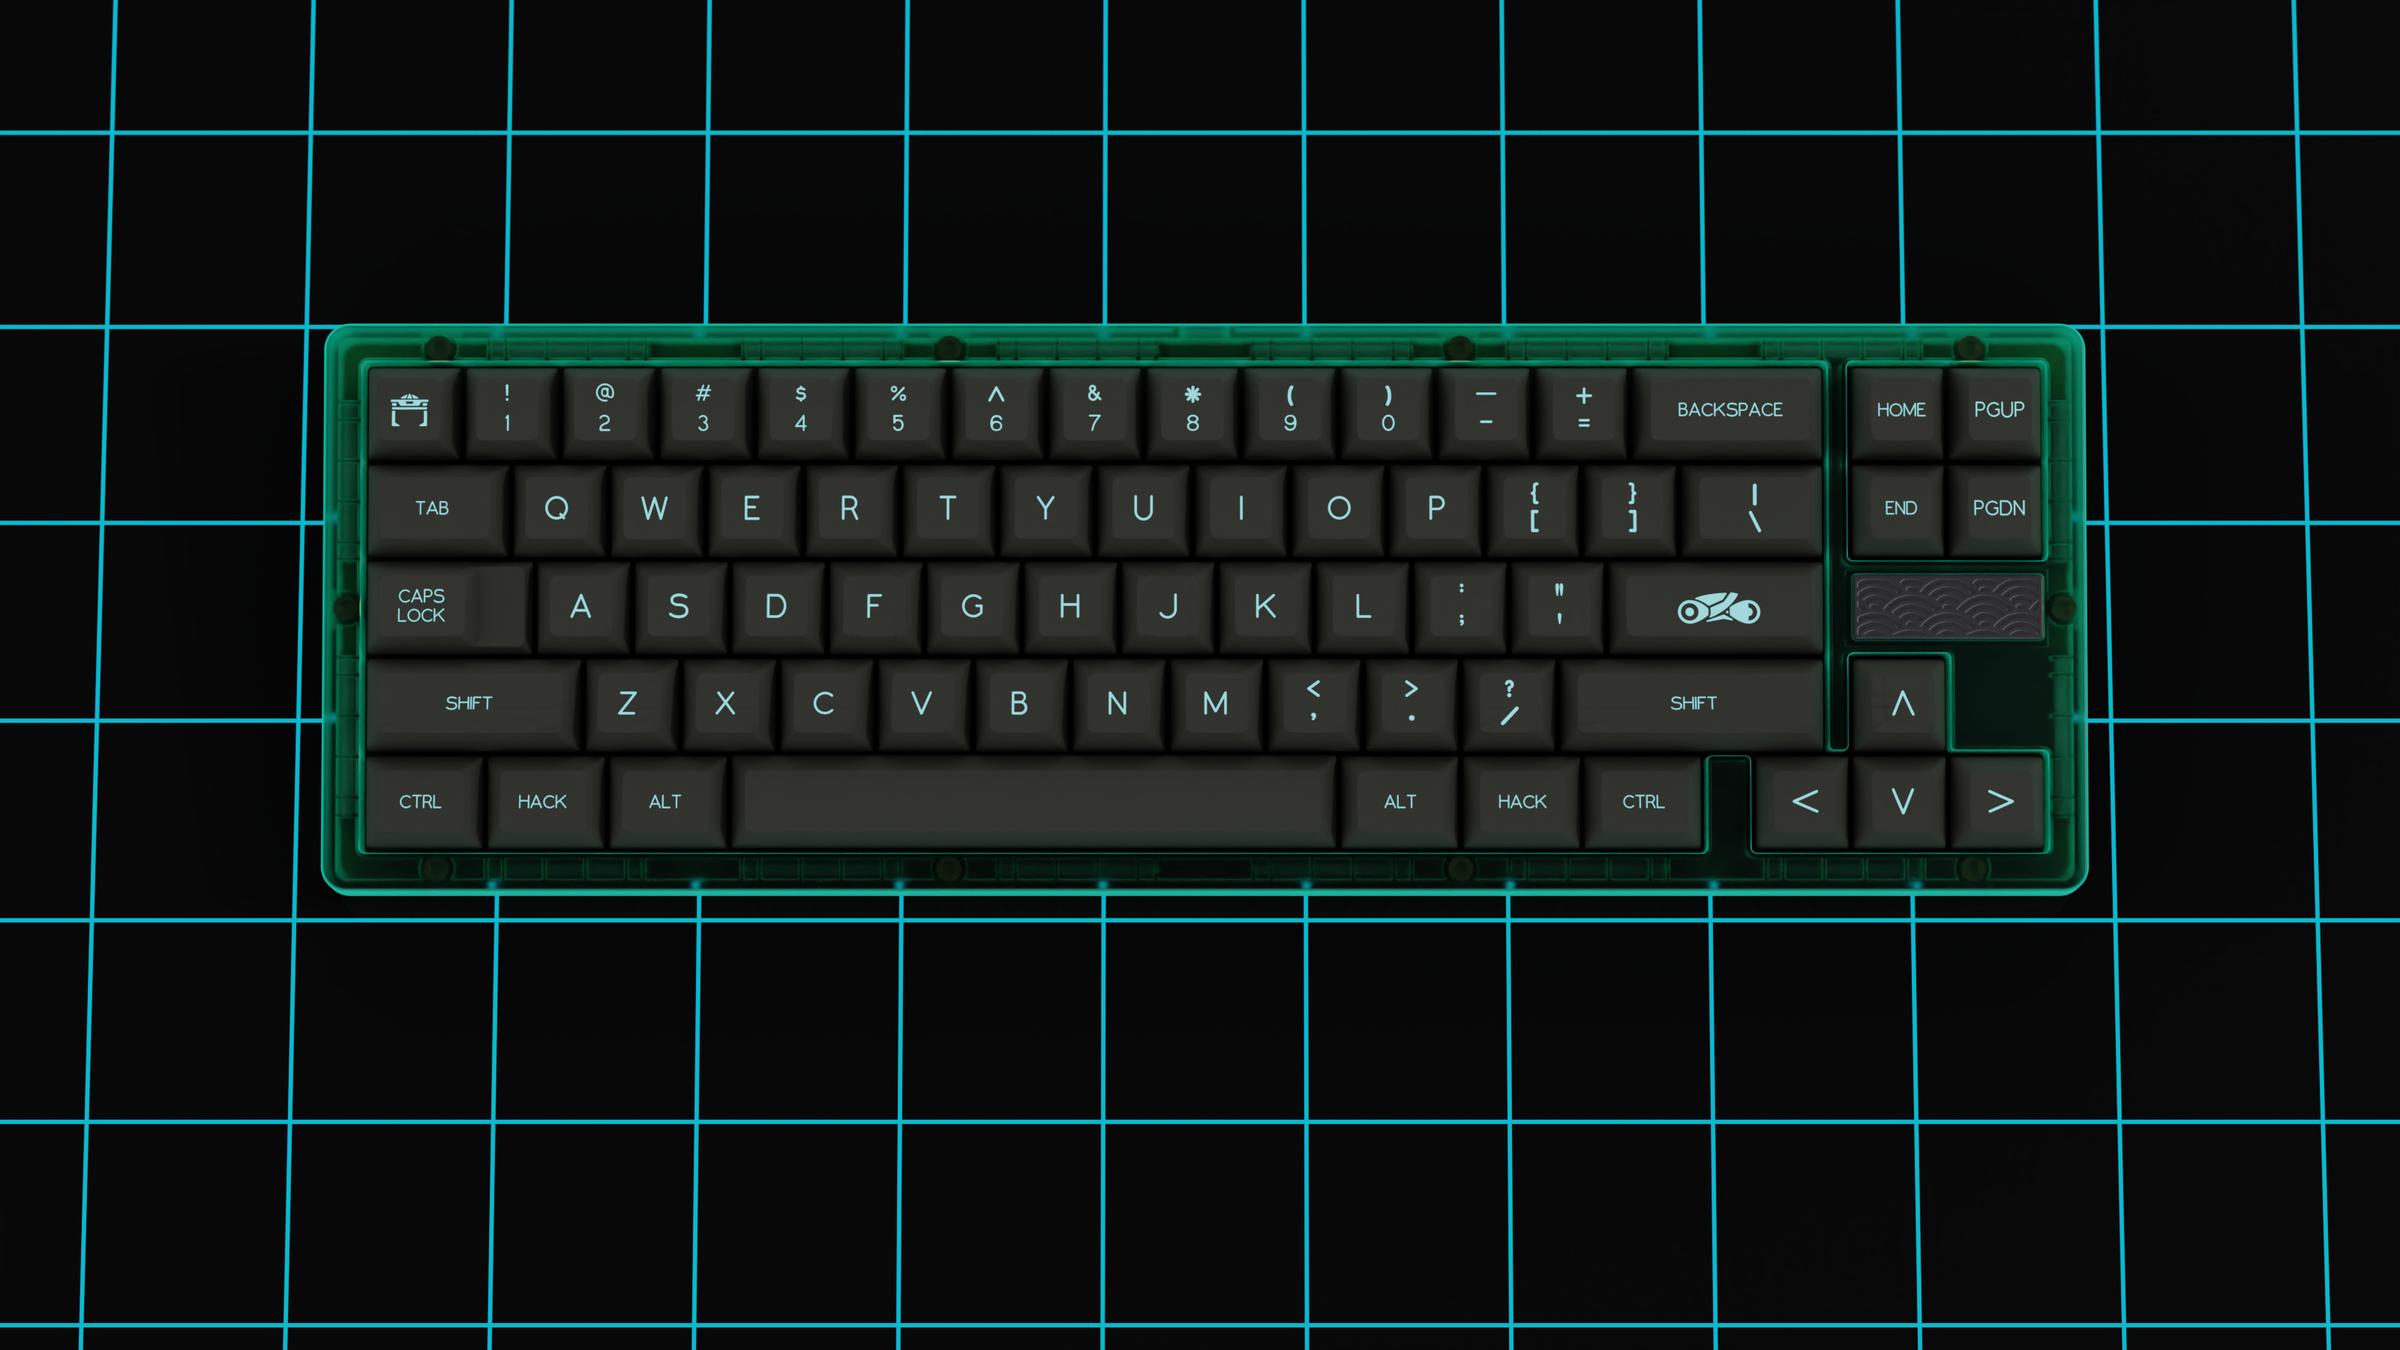 ! @ # $ % ^ & * ( ) — +
1 2 3 4 5 6 7 8 9 0 - = BACKSPACE HOME PGUP
TAB Q W E R T Y U I O P { } | END PGDN
[ ] \
CAPS
LOCK A S D F G H J K L : "
; '
SHIFT Z X C V B N M < > ? SHIFT ^
, . /
CTRL HACK ALT ALT HACK CTRL < V >